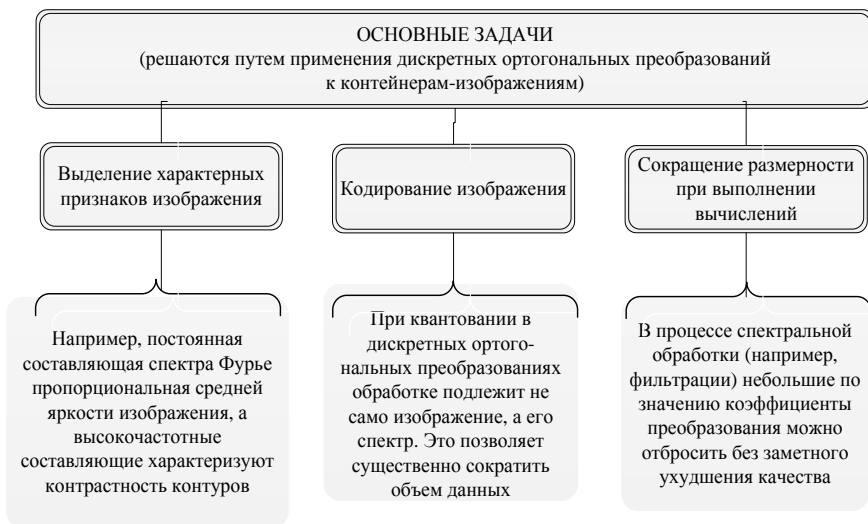 ОСНОВНЫЕ ЗАДАЧИ
(решаются путем применения дискретных ортогональных преобразований
к контейнерам-изображениям)
Выделение характерных
признаков изображения
Кодирование изображения
Сокращение размерности
при выполнении
вычислений
Например, постоянная
составляющая спектра Фурье
пропорциональная средней
яркости изображения, а
высокочастотные
составляющие характеризуют
контрастность контуров
При квантовании в
дискретных ортого-
нальных преобразованиях
обработке подлежит не
само изображение, а его
спектр. Это позволяет
существенно сократить
объем данных
В процессе спектральной
обработки (например,
фильтрации) небольшие по
значению коэффициенты
преобразования можно
отбросить без заметного
ухудшения качества